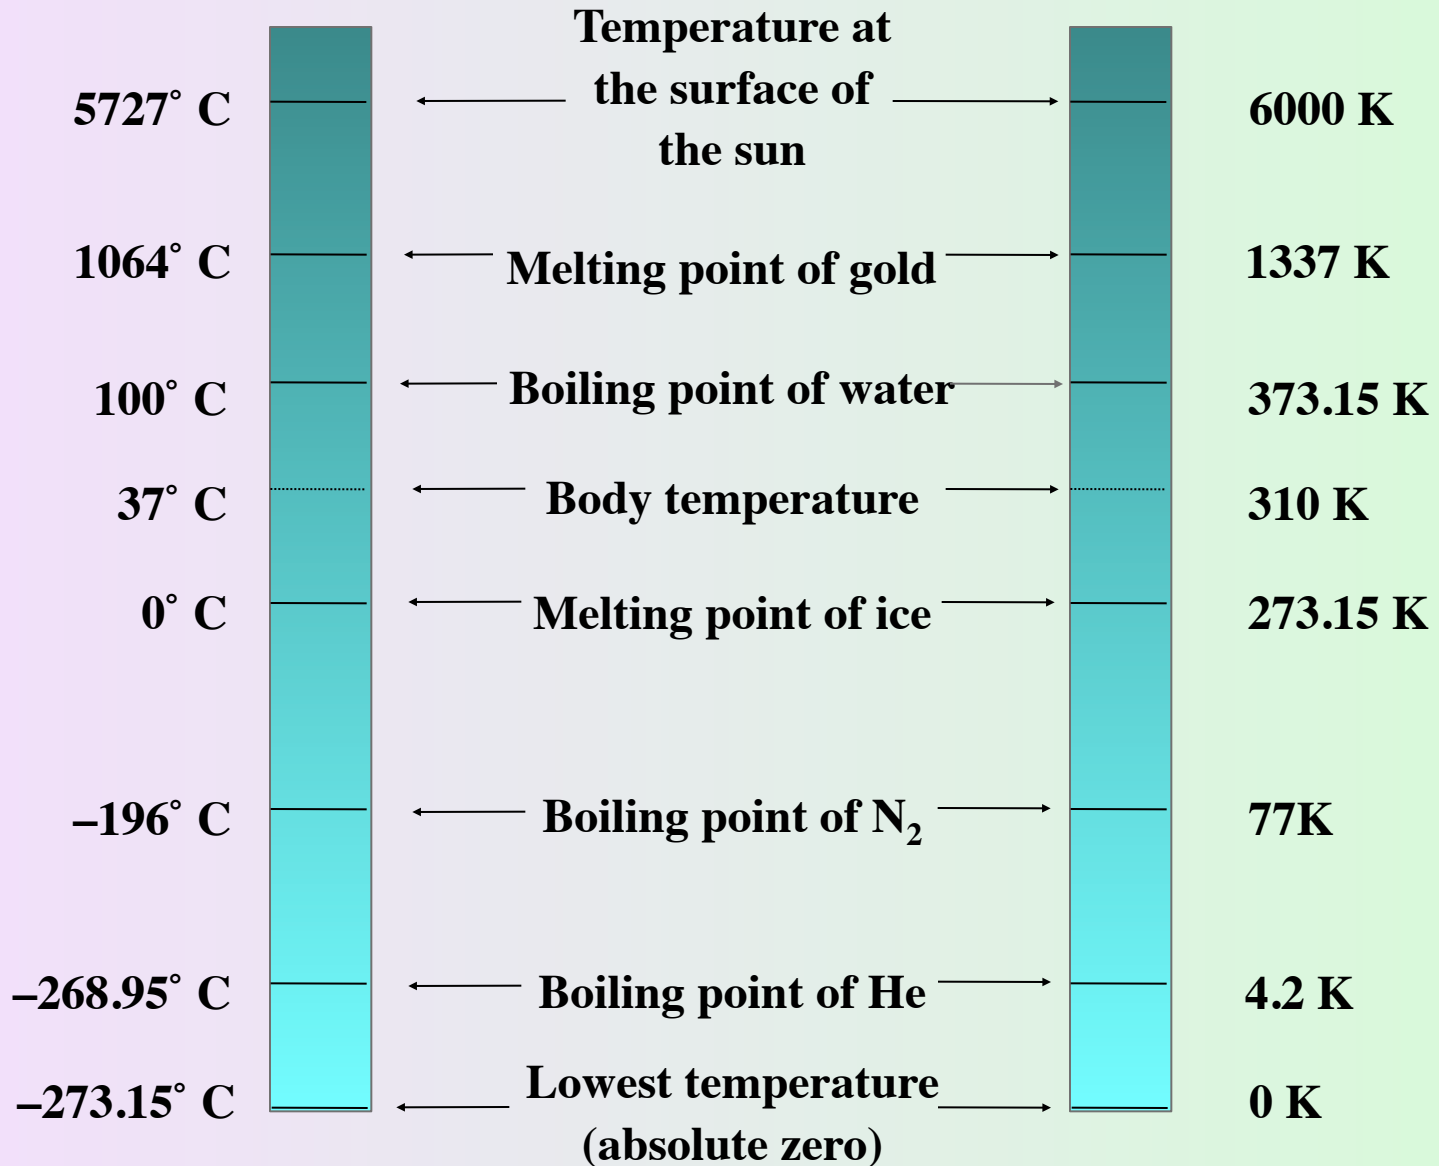 Temperature at
5727° C the surface of 6000 K
the sun
1064° C Melting point of gold 1337 K
100° C Boiling point of water 373.15 K
37° C Body temperature 310 K
0° C Melting point of ice 273.15 K
–196° C Boiling point of N₂ 77K
–268.95° C Boiling point of He 4.2 K
–273.15° C Lowest temperature 0 K
(absolute zero)